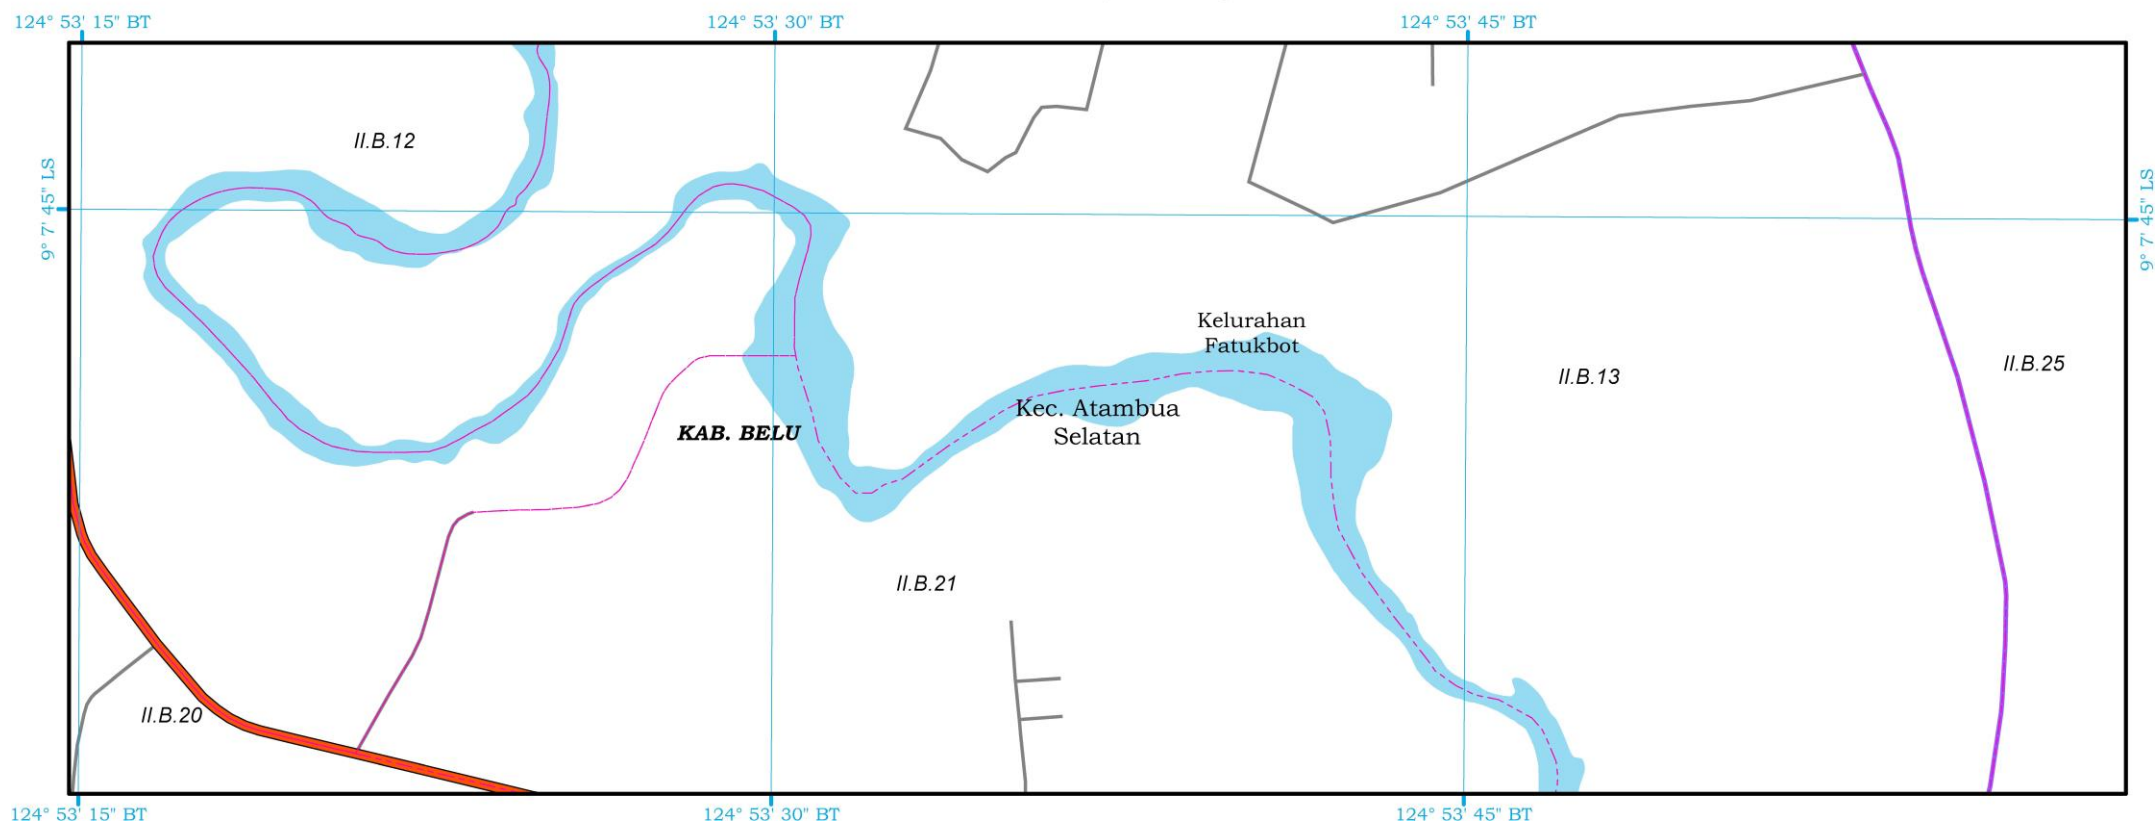 124° 53' 15" BT
124° 53' 30" BT
124° 53' 45" BT
II.B.12
9° 7' 45" LS
9° 7' 45" LS
Kelurahan
Fatukbot
II.B.13
II.B.25
Kec. Atambua
Selatan
KAB. BELU
II.B.21
II.B.20
124° 53' 15" BT
124° 53' 30" BT
124° 53' 45" BT